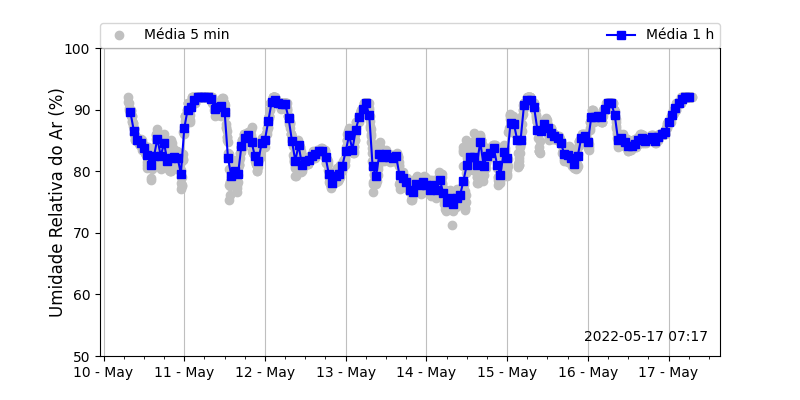 Média 5 min Média 1 h
Umidade Relativa do Ar (%)
100
90
80
70
60
50
2022-05-17 07:17
10 - May 11 - May 12 - May 13 - May 14 - May 15 - May 16 - May 17 - May